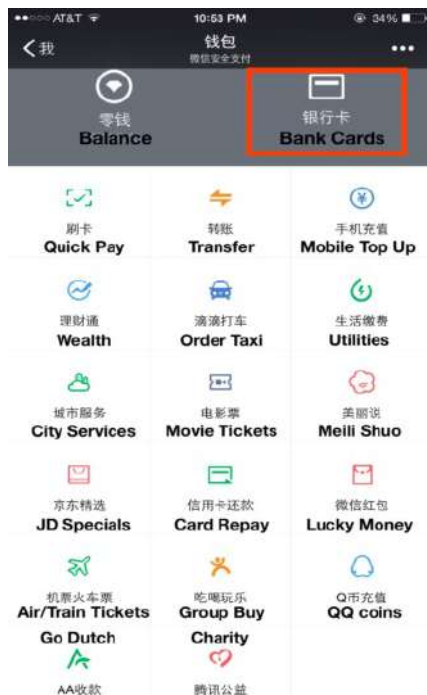 AT&T 10:53 PM 34%
我 钱包
微信安全支付
零钱 银行卡
Balance Bank Cards
刷卡 转账 手机充值
Quick Pay Transfer Mobile Top Up
理财通 滴滴打车 生活缴费
Wealth Order Taxi Utilities
城市服务 电影票 美丽说
City Services Movie Tickets Meili Shuo
京东精选 信用卡还款 微信红包
JD Specials Card Repay Lucky Money
机票火车票 吃喝玩乐 Q币充值
Air/Train Tickets Group Buy QQ coins
Go Dutch Charity
AA收款 腾讯公益